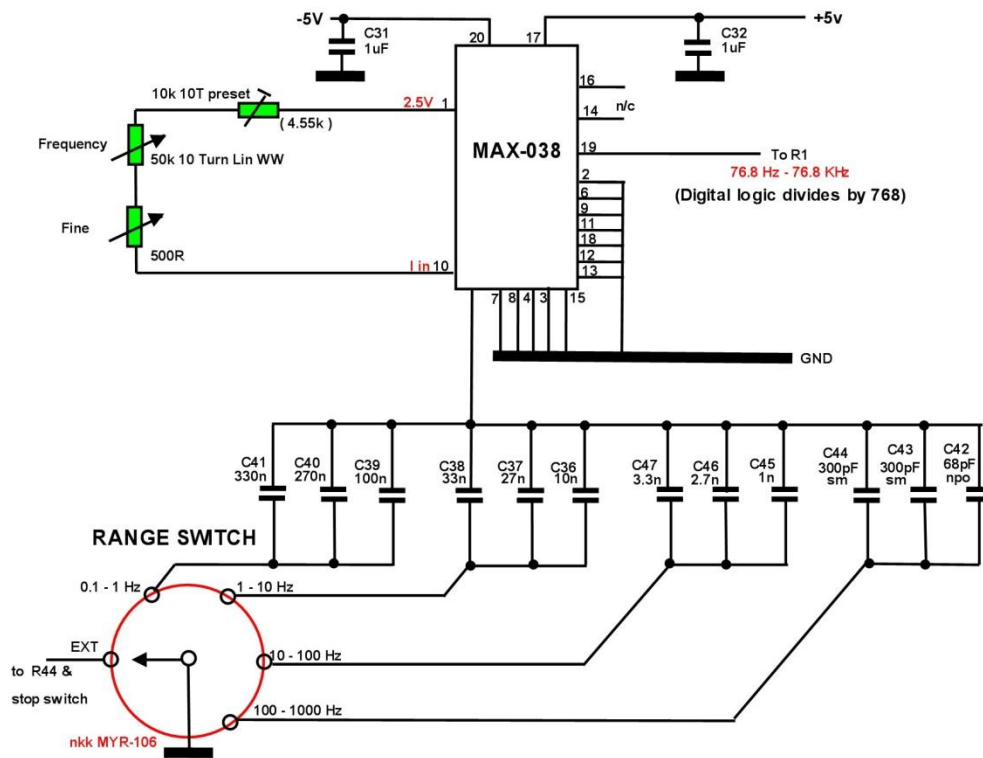 -5V
C31
1uF
20
17
C32
1uF
+5v
10k 10T preset
( 4.55k )
2.5V
1
Frequency
50k 10 Turn Lin WW
Fine
500R
I in 10
MAX-038
16
14
n/c
19
To R1
76.8 Hz - 76.8 KHz
(Digital logic divides by 768)
2
6
9
11
18
12
13
7
8
4
3
15
GND
C41
330n
C40
270n
C39
100n
C38
33n
C37
27n
C36
10n
C47
3.3n
C46
2.7n
C45
1n
C44
300pF
sm
C43
300pF
sm
C42
68pF
npo
RANGE SWITCH
0.1 - 1 Hz
1 - 10 Hz
EXT
to R44 &
stop switch
10 - 100 Hz
100 - 1000 Hz
nkk MYR-106